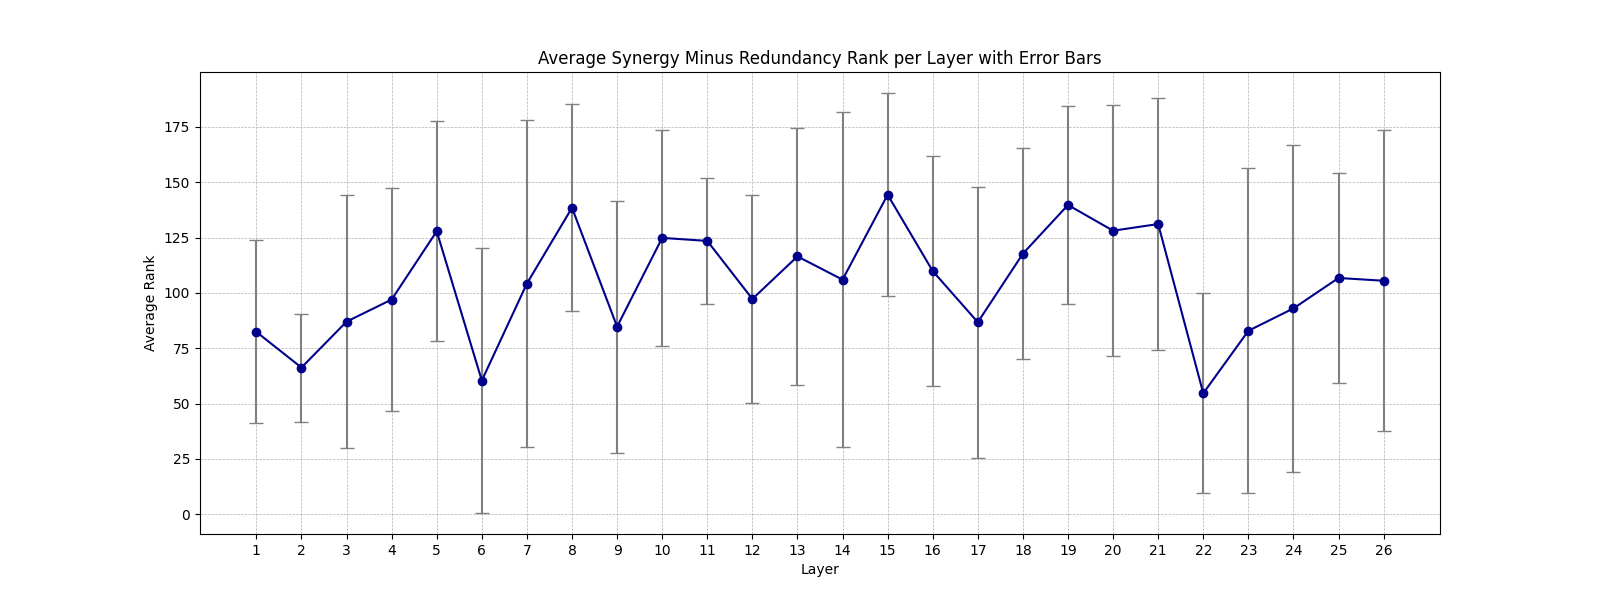 Average Synergy Minus Redundancy Rank per Layer with Error Bars
Average Rank
175
150
125
100
75
50
25
0
1 2 3 4 5 6 7 8 9 10 11 12 13 14 15 16 17 18 19 20 21 22 23 24 25 26
Layer